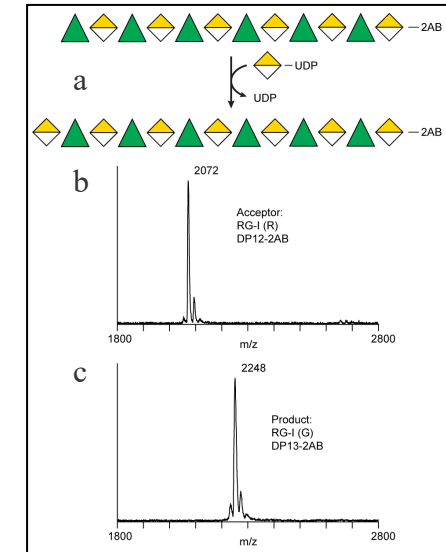 2AB
UDP
a
UDP
2AB
b
2072
Acceptor:
RG-I (R)
DP12-2AB
1800
2800
m/z
c
2248
Product:
RG-I (G)
DP13-2AB
1800
2800
m/z